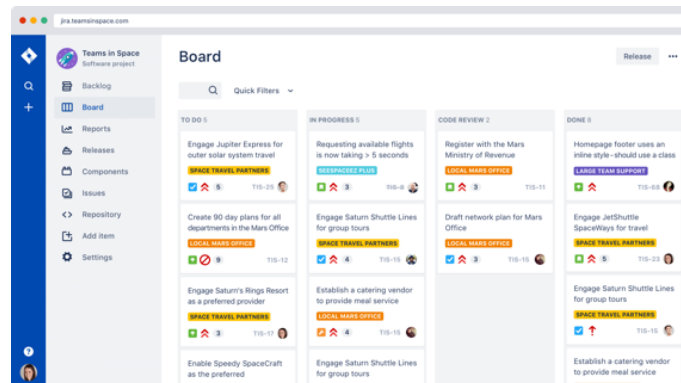 jira.teamsinspace.com
Teams in Space
Software project
Backlog
Board
Reports
Releases
Components
Issues
Repository
Add item
Settings
Board
Release
Quick Filters
TO DO 5
Engage Jupiter Express for
outer solar system travel
SPACE TRAVEL PARTNERS
5 TIS-25
Create 90 day plans for all
departments in the Mars Office
LOCAL MARS OFFICE
9 TIS-12
Engage Saturn's Rings Resort
as a preferred provider
SPACE TRAVEL PARTNERS
3 TIS-17
Enable Speedy SpaceCraft
as the preferred
IN PROGRESS 5
Requesting available flights
is now taking > 5 seconds
SEESPACEEZ PLUS
3 TIS-8
Engage Saturn Shuttle Lines
for group tours
SPACE TRAVEL PARTNERS
4 TIS-15
Establish a catering vendor
to provide meal service
LOCAL MARS OFFICE
4 TIS-15
Engage Saturn Shuttle Lines
for group tours
CODE REVIEW 2
Register with the Mars
Ministry of Revenue
LOCAL MARS OFFICE
3 TIS-11
Draft network plan for Mars
Office
LOCAL MARS OFFICE
3 TIS-15
DONE 8
Homepage footer uses an
inline style-should use a class
LARGE TEAM SUPPORT
TIS-68
Engage JetShuttle
SpaceWays for travel
SPACE TRAVEL PARTNERS
5 TIS-23
Engage Saturn Shuttle Lines
for group tours
SPACE TRAVEL PARTNERS
TIS-15
Establish a catering vendor
to provide meal service